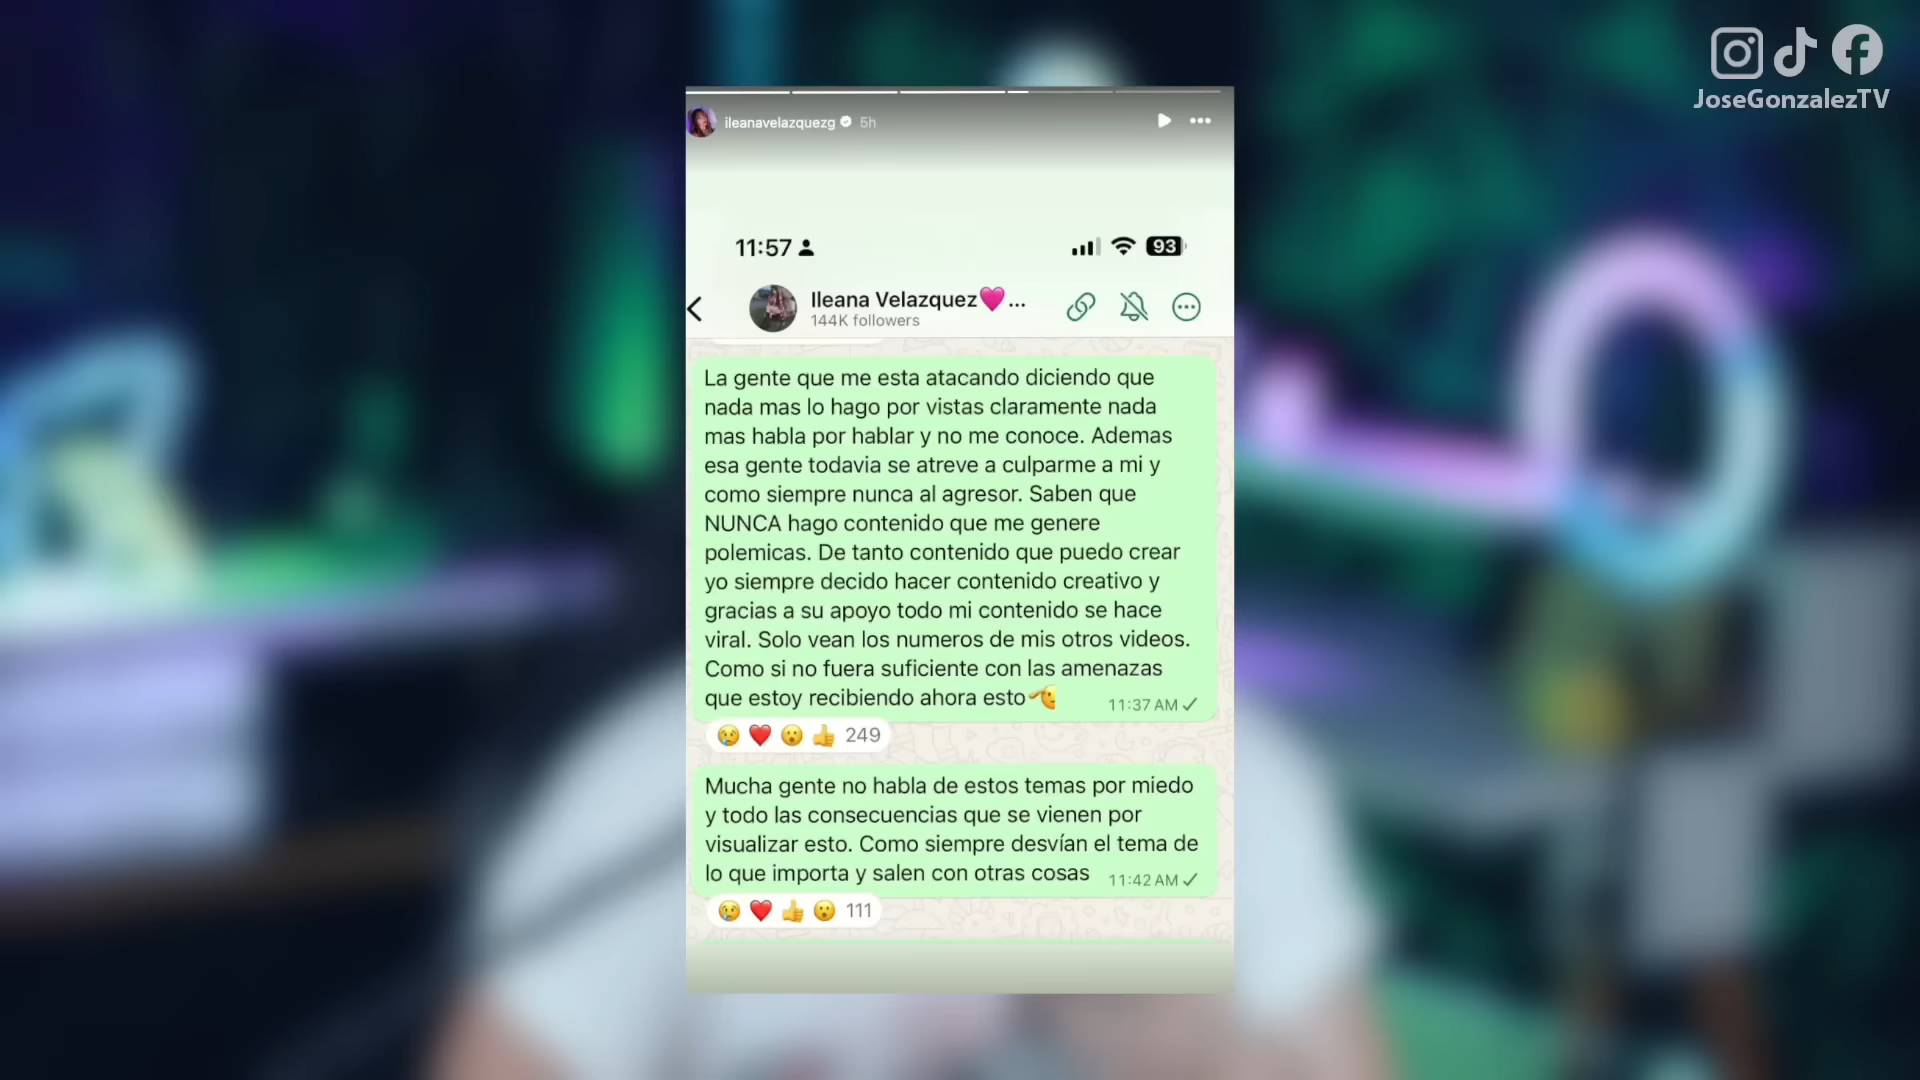 JoseGonzalezTV
ileanavelazquezg 5h
11:57
93
Ileana Velazquez🩷...
144K followers
La gente que me esta atacando diciendo que
nada mas lo hago por vistas claramente nada
mas habla por hablar y no me conoce. Ademas
esa gente todavia se atreve a culparme a mi y
como siempre nunca al agresor. Saben que
NUNCA hago contenido que me genere
polemicas. De tanto contenido que puedo crear
yo siempre decido hacer contenido creativo y
gracias a su apoyo todo mi contenido se hace
viral. Solo vean los numeros de mis otros videos.
Como si no fuera suficiente con las amenazas
que estoy recibiendo ahora esto🫤
11:37 AM
😢 ❤️ 😮 👍 249
Mucha gente no habla de estos temas por miedo
y todo las consecuencias que se vienen por
visualizar esto. Como siempre desvían el tema de
lo que importa y salen con otras cosas
11:42 AM
😢 ❤️ 👍 😮 111